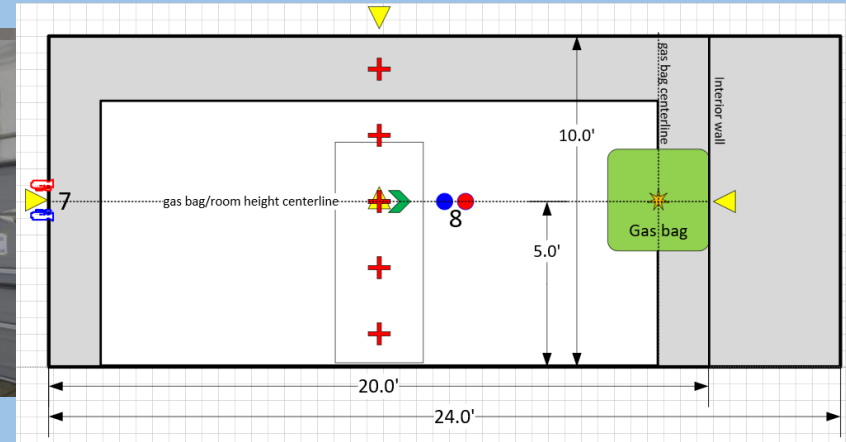 gas bag centerline
Interior wall
10.0'
7
gas bag/room height centerline
8
Gas bag
5.0'
20.0'
24.0'